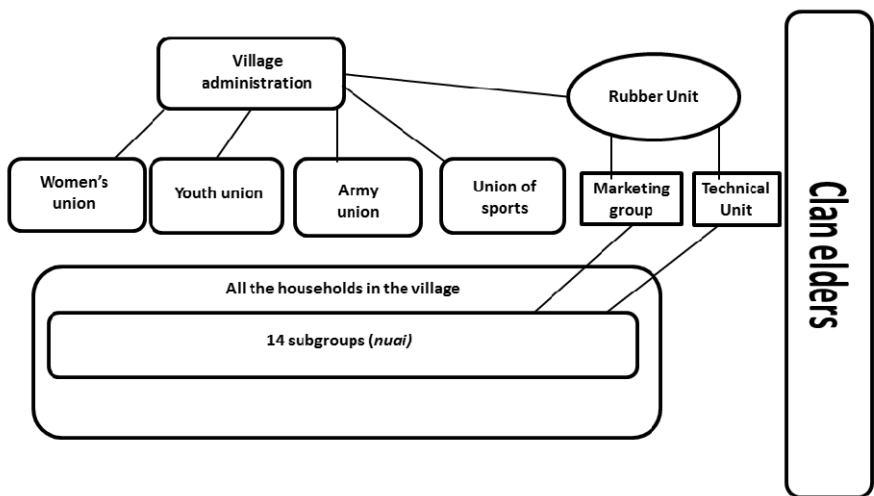 Village
administration
Rubber Unit
Women's
union
Youth union
Army
union
Union of
sports
Marketing
group
Technical
Unit
All the households in the village
14 subgroups (nuai)
Clan elders